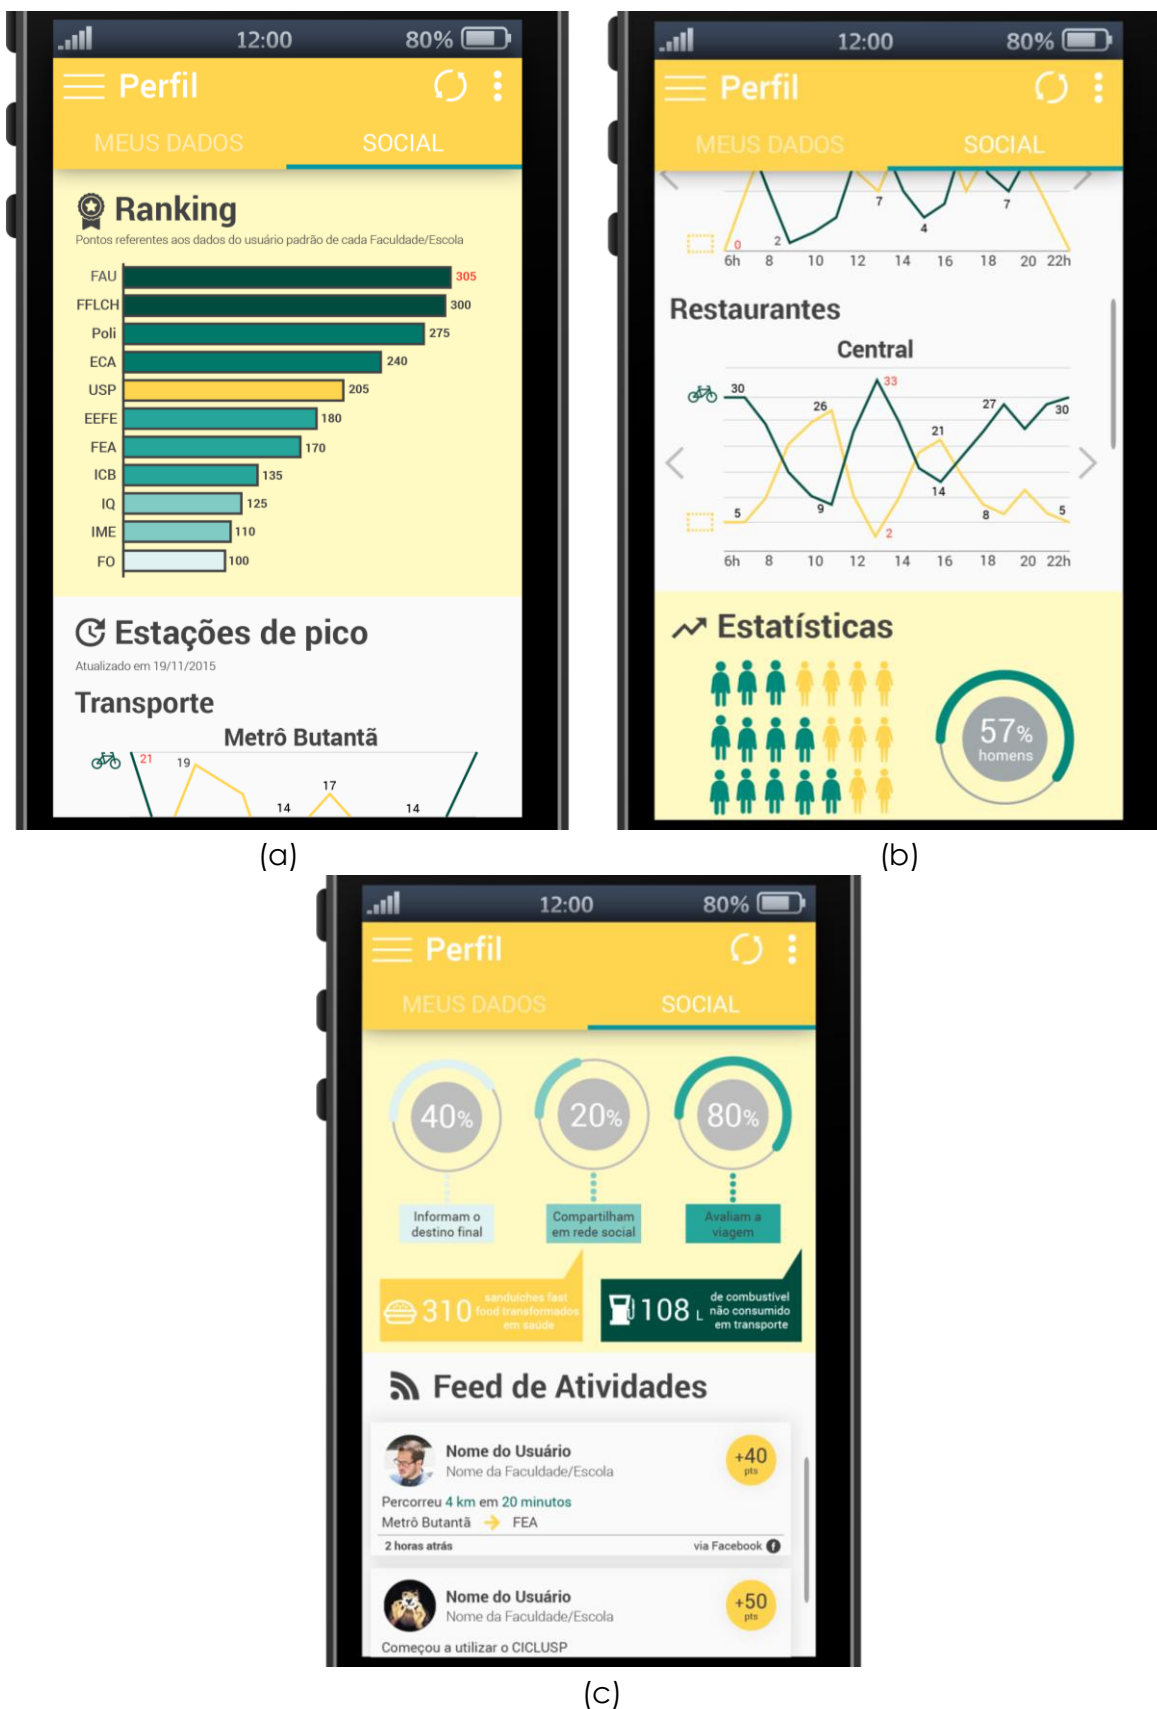 12:00 80%
Perfil
MEUS DADOS SOCIAL
Ranking
Pontos referentes aos dados do usuário padrão de cada Faculdade/Escola
FAU 305
FFLCH 300
Poli 275
ECA 240
USP 205
EEFE 180
FEA 170
ICB 135
IQ 125
IME 110
FO 100
Estações de pico
Atualizado em 19/11/2015
Transporte
Metrô Butantã
21 19 17 14 14
(a)
12:00 80%
Perfil
MEUS DADOS SOCIAL
0 2 7 4 7
6h 8 10 12 14 16 18 20 22h
Restaurantes
Central
30 26 33 21 27 30
5 9 2 14 8 5
6h 8 10 12 14 16 18 20 22h
Estatísticas
57%
homens
(b)
12:00 80%
Perfil
MEUS DADOS SOCIAL
40% 20% 80%
Informam o
destino final
Compartilham
em rede social
Avaliam a
viagem
310 sanduíches fast
food transformados
em saúde
108 L de combustível
não consumido
em transporte
Feed de Atividades
Nome do Usuário
Nome da Faculdade/Escola
+40
pts
Percorreu 4 km em 20 minutos
Metrô Butantã FEA
2 horas atrás via Facebook
Nome do Usuário
Nome da Faculdade/Escola
+50
pts
Começou a utilizar o CICLUSP
(c)